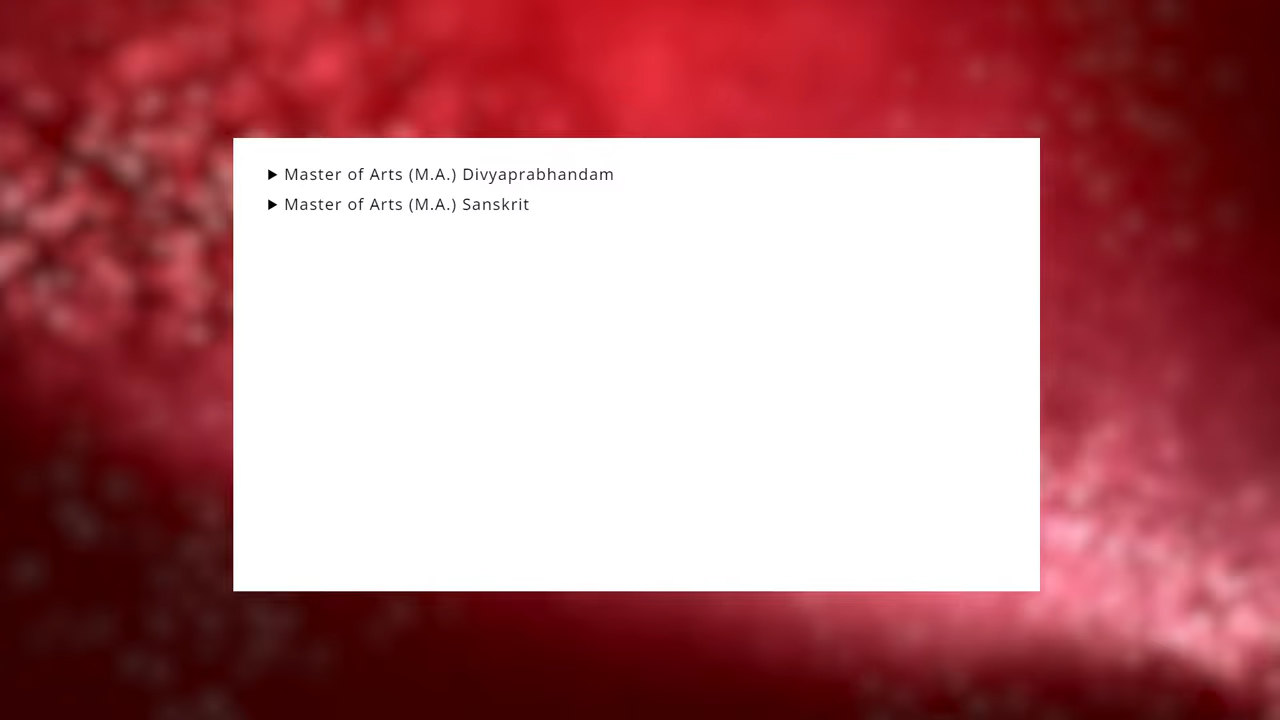 ▶ Master of Arts (M.A.) Divyaprabhandam
▶ Master of Arts (M.A.) Sanskrit